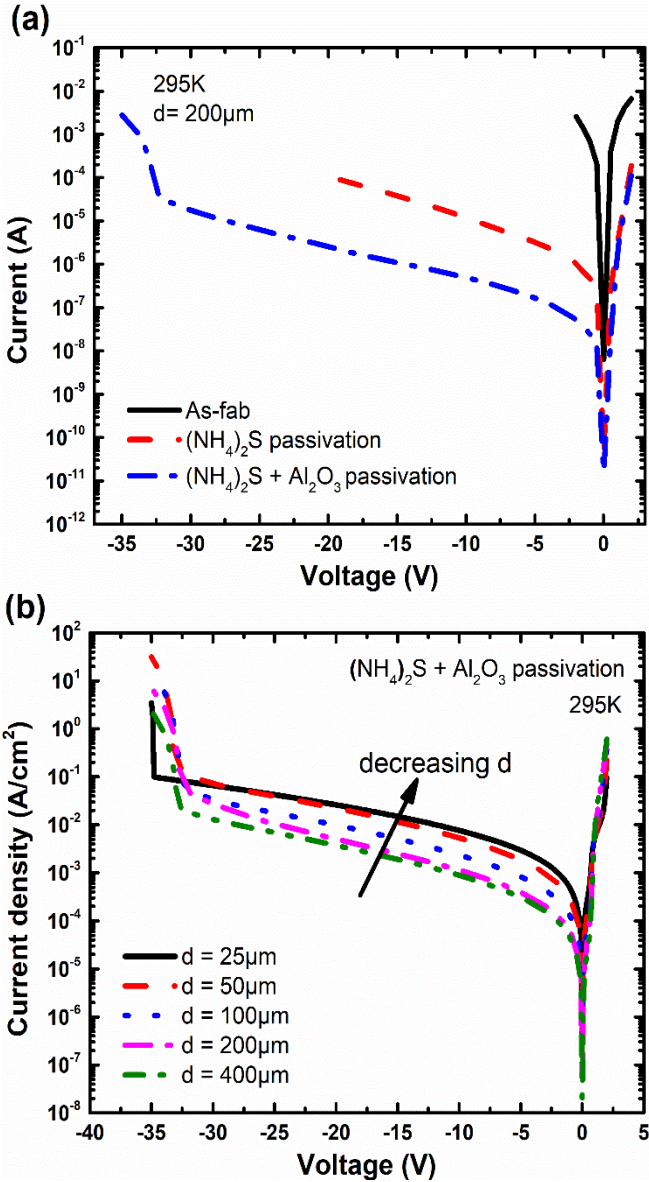 (a)
10⁻¹
10⁻²
10⁻³
10⁻⁴
10⁻⁵
10⁻⁶
10⁻⁷
10⁻⁸
10⁻⁹
10⁻¹⁰
10⁻¹¹
10⁻¹²
Current (A)
295K
d= 200μm
As-fab
(NH₄)₂S passivation
(NH₄)₂S + Al₂O₃ passivation
-35 -30 -25 -20 -15 -10 -5 0 5
Voltage (V)
(b)
10²
10¹
10⁰
10⁻¹
10⁻²
10⁻³
10⁻⁴
10⁻⁵
10⁻⁶
10⁻⁷
10⁻⁸
Current density (A/cm²)
(NH₄)₂S + Al₂O₃ passivation
295K
decreasing d
d = 25μm
d = 50μm
d = 100μm
d = 200μm
d = 400μm
-40 -35 -30 -25 -20 -15 -10 -5 0 5
Voltage (V)